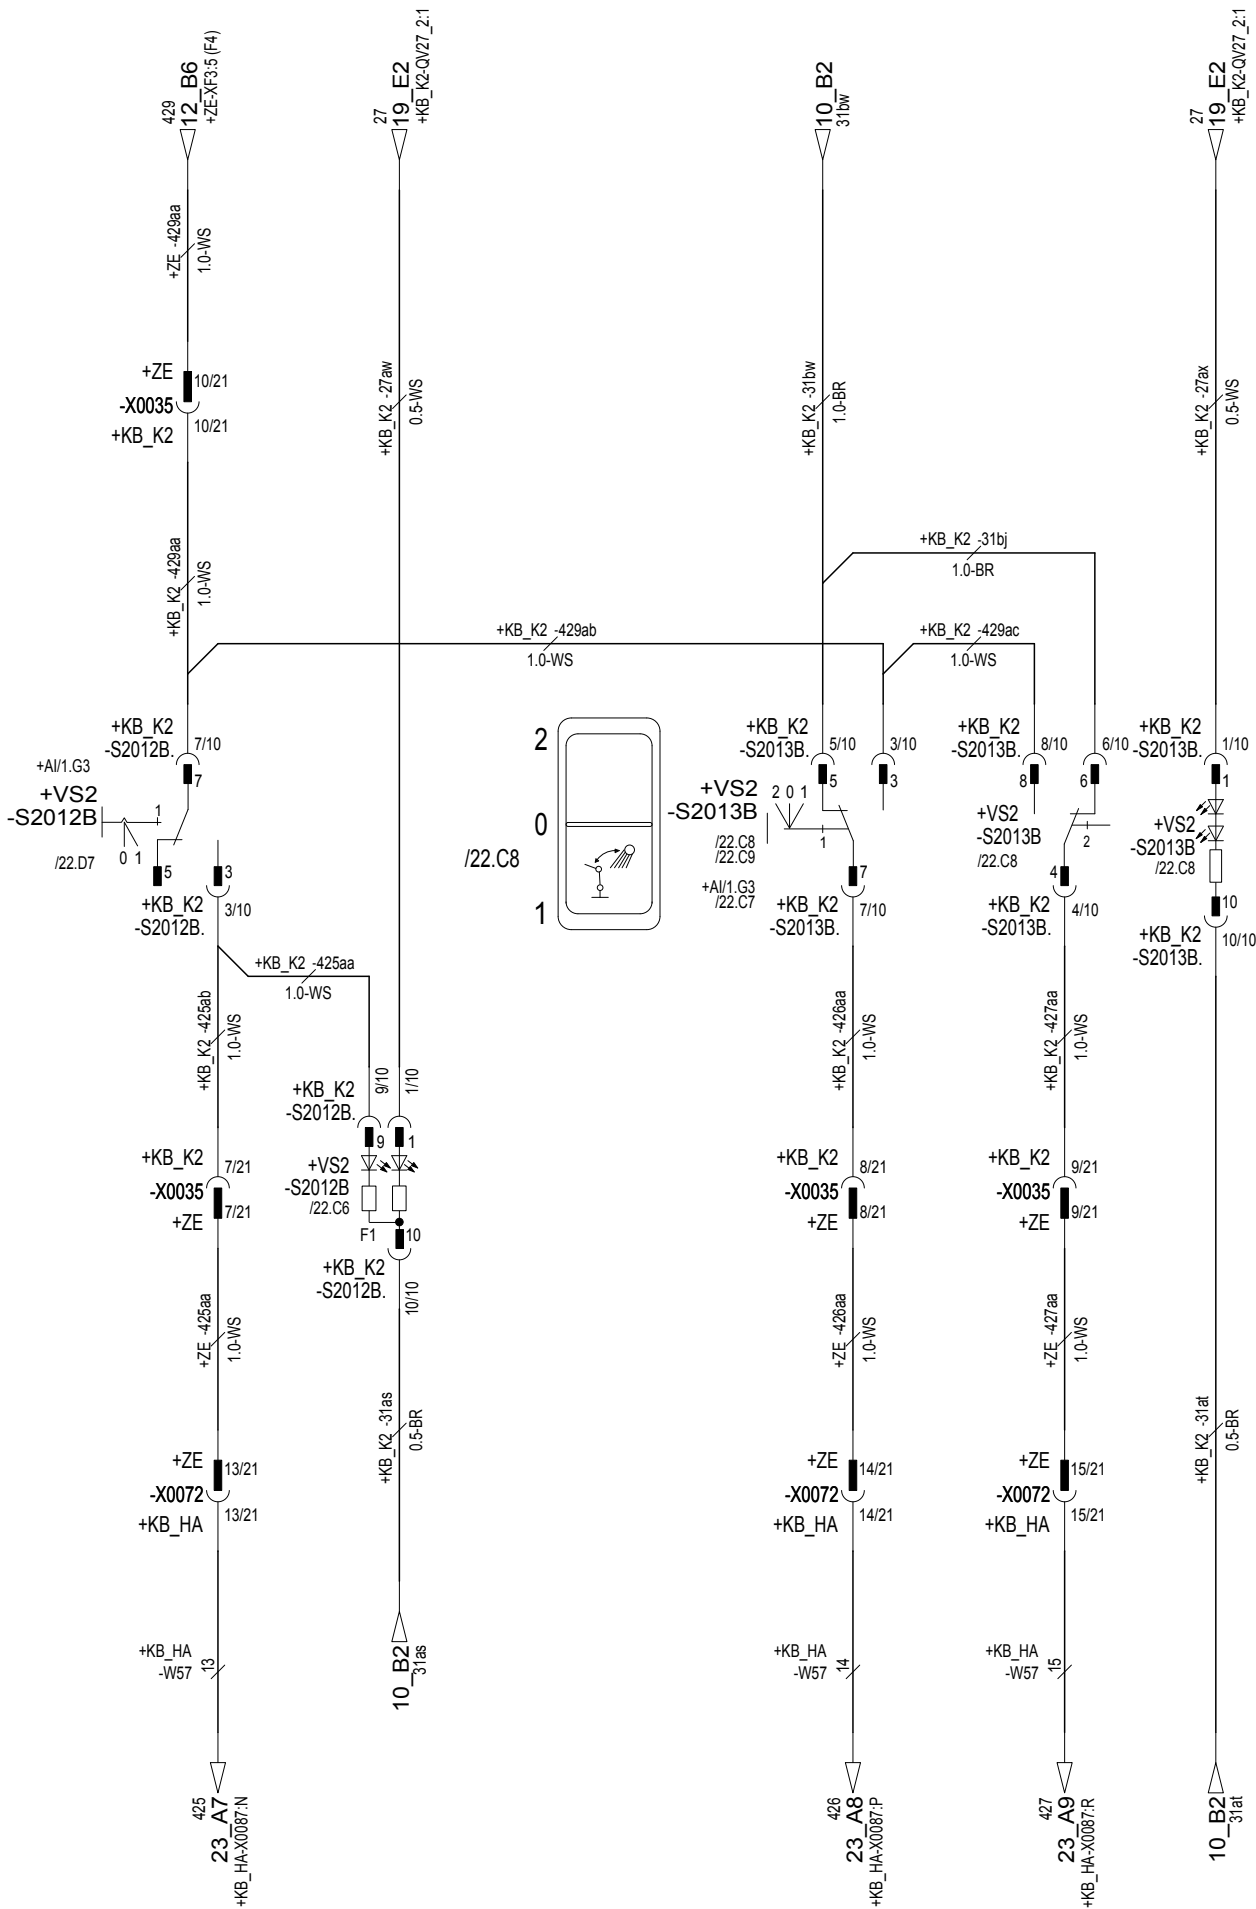 429
12_B6
+ZE-XF3:5 (F4)
27
19_E2
+KB_K2-QV27_2:1
10_B2
31bw
27
19_E2
+KB_K2-QV27_2:1
+ZE -429aa
1.0-WS
+ZE
10/21
-X0035
10/21
+KB_K2
+KB_K2 -27aw
0.5-WS
+KB_K2 -31bw
1.0-BR
+KB_K2 -27ax
0.5-WS
+KB_K2 -429aa
1.0-WS
+KB_K2 -31bj
1.0-BR
+KB_K2 -429ab
1.0-WS
+KB_K2 -429ac
1.0-WS
+KB_K2
-S2012B.
7/10
7
+AI/1.G3
+VS2
-S2012B
/22.D7
0 1
1
5
3
+KB_K2
-S2012B.
3/10
2
0
1
/22.C8
+KB_K2
-S2013B.
5/10
5
3/10
3
+VS2
-S2013B
2 0 1
/22.C8
/22.C9
1
+AI/1.G3
/22.C7
7
+KB_K2
-S2013B.
7/10
+KB_K2
-S2013B.
8/10
8
6/10
6
+VS2
-S2013B
/22.C8
2
4
+KB_K2
-S2013B.
4/10
+KB_K2
-S2013B.
1/10
1
+VS2
-S2013B
/22.C8
10
+KB_K2
-S2013B.
10/10
+KB_K2 -425aa
1.0-WS
+KB_K2 -425ab
1.0-WS
+KB_K2 -426aa
1.0-WS
+KB_K2 -427aa
1.0-WS
+KB_K2
-S2012B.
9/10
1/10
9
1
+VS2
-S2012B
/22.C6
F1
10
+KB_K2
-S2012B.
10/10
+KB_K2
7/21
-X0035
7/21
+ZE
+KB_K2
8/21
-X0035
8/21
+ZE
+KB_K2
9/21
-X0035
9/21
+ZE
+ZE -425aa
1.0-WS
+ZE -426aa
1.0-WS
+ZE -427aa
1.0-WS
+KB_K2 -31as
0.5-BR
+KB_K2 -31at
0.5-BR
+ZE
13/21
-X0072
13/21
+KB_HA
+ZE
14/21
-X0072
14/21
+KB_HA
+ZE
15/21
-X0072
15/21
+KB_HA
+KB_HA
-W57
13
10_B2
31as
+KB_HA
-W57
14
+KB_HA
-W57
15
425
23_A7
+KB_HA-X0087:N
426
23_A8
+KB_HA-X0087:P
427
23_A9
+KB_HA-X0087:R
10_B2
31at